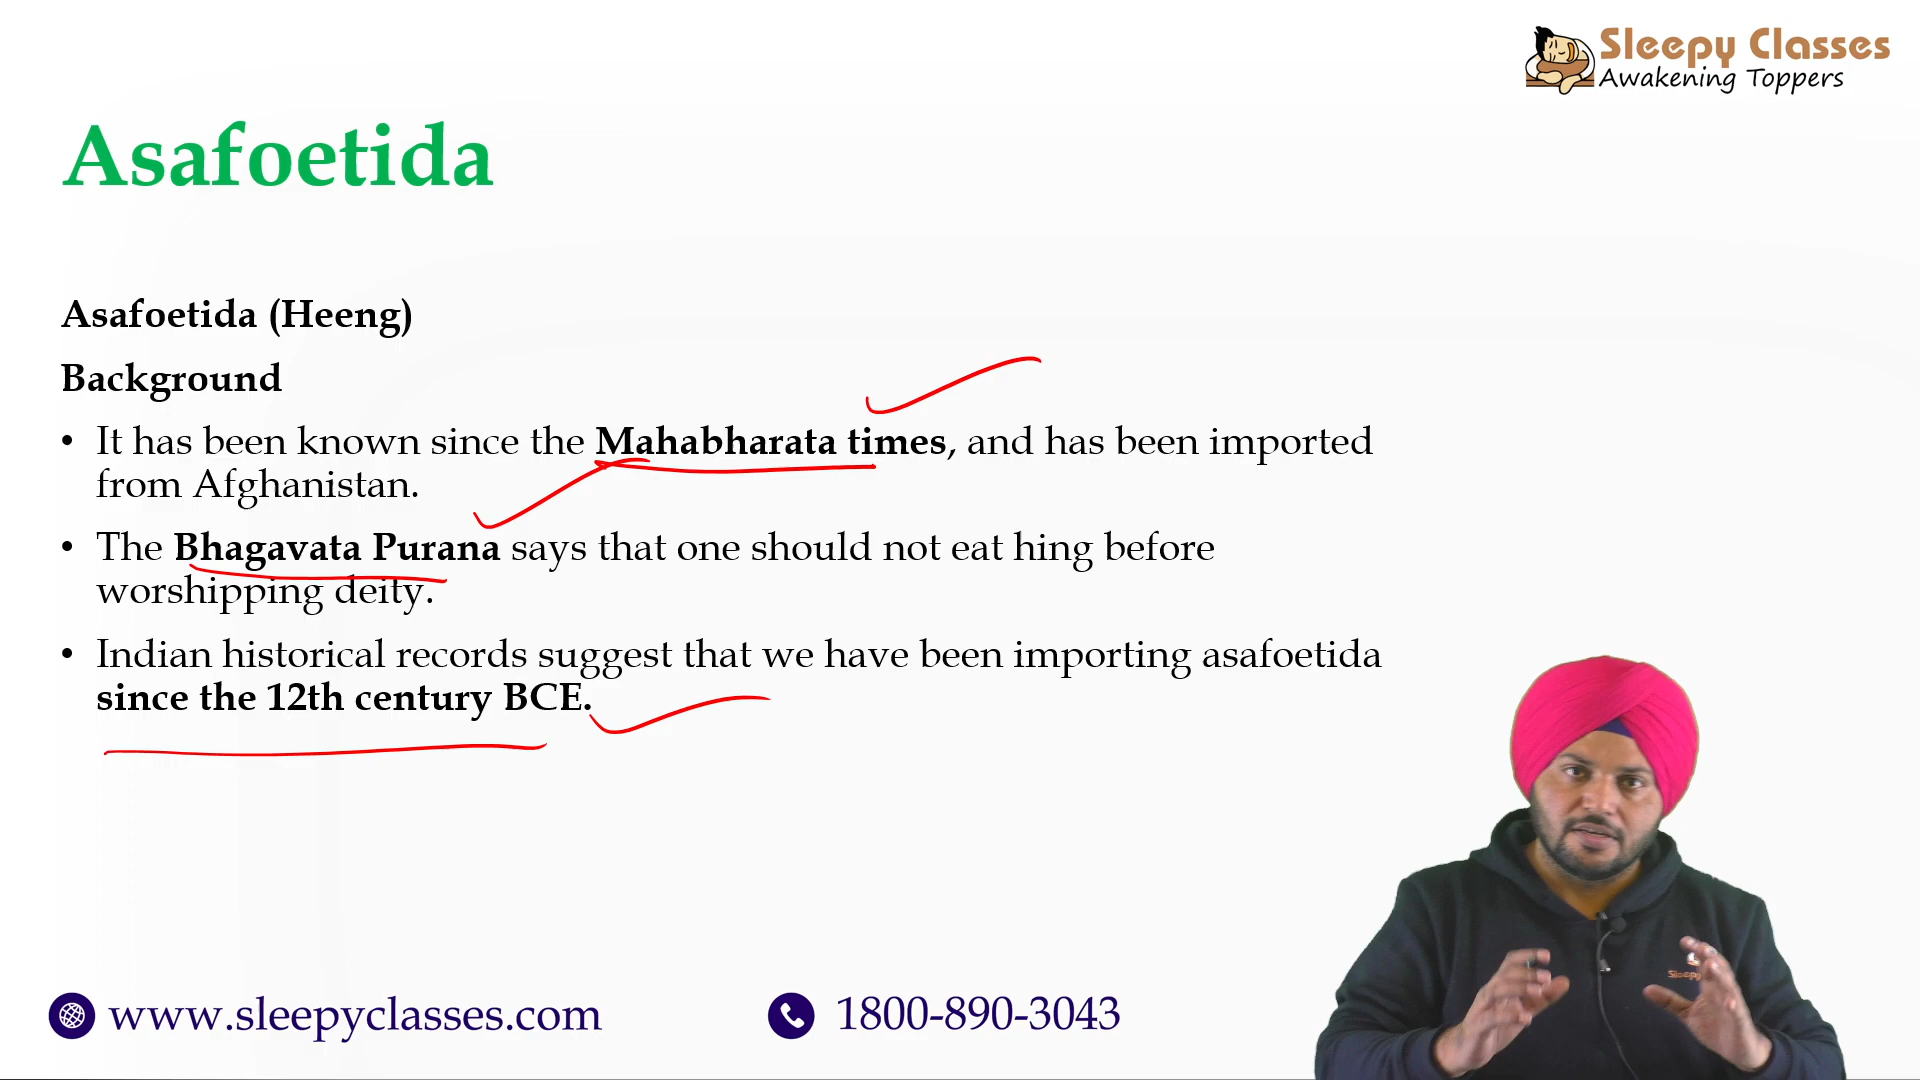 Sleepy Classes
Awakening Toppers
Asafoetida
Asafoetida (Heeng)
Background
• It has been known since the Mahabharata times, and has been imported
from Afghanistan.
• The Bhagavata Purana says that one should not eat hing before
worshipping deity.
• Indian historical records suggest that we have been importing asafoetida
since the 12th century BCE.
www.sleepyclasses.com
1800-890-3043